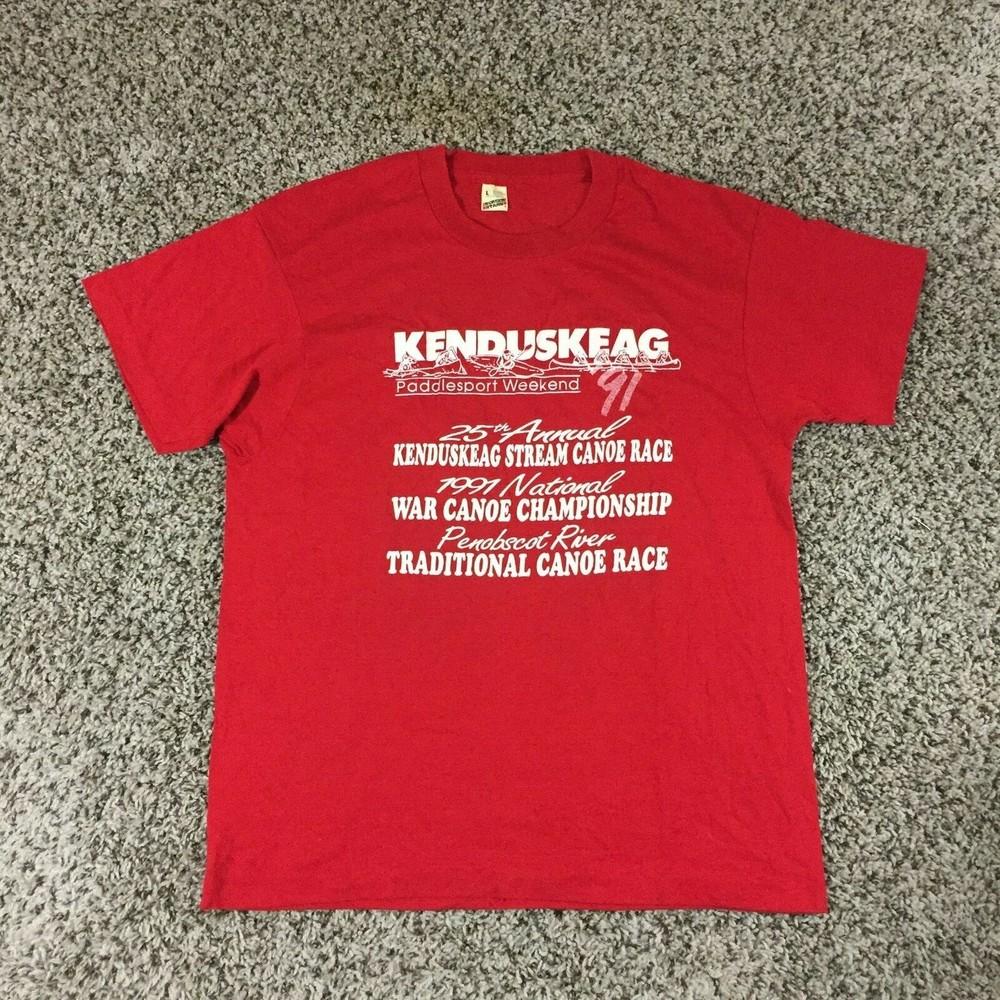 L
KENDUSKEAG
Paddlesport Weekend
'91
25th Annual
KENDUSKEAG STREAM CANOE RACE
1991 National
WAR CANOE CHAMPIONSHIP
Penobscot River
TRADITIONAL CANOE RACE